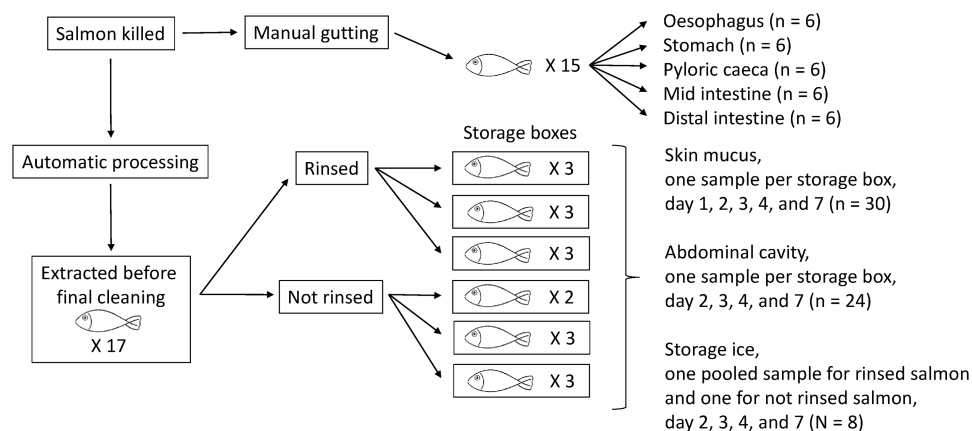 Salmon killed
Manual gutting
X 15
Oesophagus (n = 6)
Stomach (n = 6)
Pyloric caeca (n = 6)
Mid intestine (n = 6)
Distal intestine (n = 6)
Automatic processing
Extracted before
final cleaning
X 17
Rinsed
Not rinsed
Storage boxes
X 3
X 3
X 3
X 2
X 3
X 3
Skin mucus,
one sample per storage box,
day 1, 2, 3, 4, and 7 (n = 30)
Abdominal cavity,
one sample per storage box,
day 2, 3, 4, and 7 (n = 24)
Storage ice,
one pooled sample for rinsed salmon
and one for not rinsed salmon,
day 2, 3, 4, and 7 (N = 8)